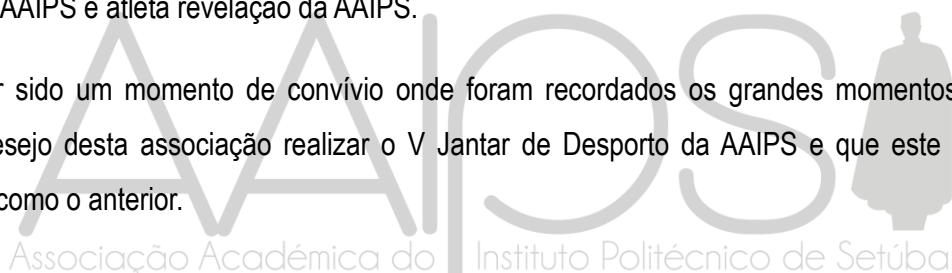 AAIPS e atleta revelação da AAIPS.
r sido um momento de convívio onde foram recordados os grandes momentos
esejo desta associação realizar o V Jantar de Desporto da AAIPS e que este
como o anterior.
AAIPS
Associação Académica do Instituto Politécnico de Setúba